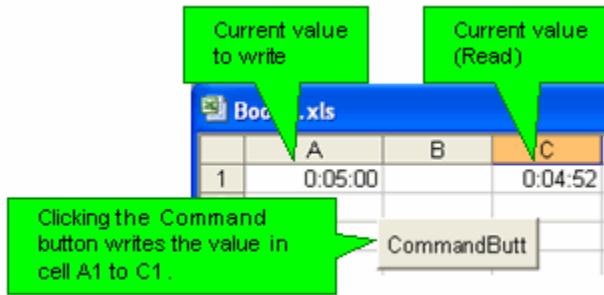 Current value
to write
Current value
(Read)
.xls
A B C
1 0:05:00 0:04:52
Clicking the Command
button writes the value in
cell A1 to C1.
CommandButt